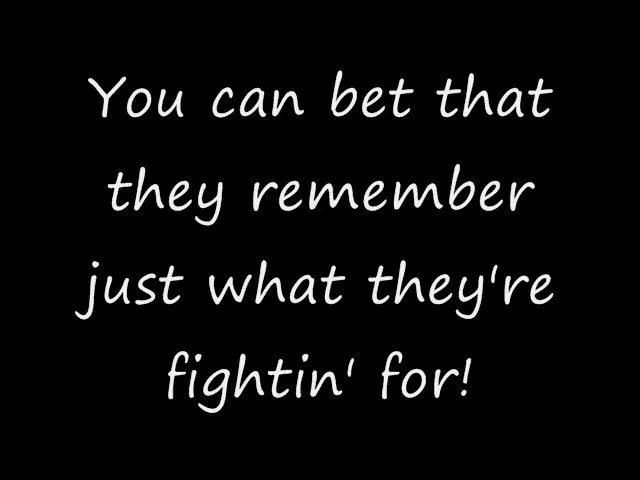 You can bet that
they remember
just what they're
fightin' for!